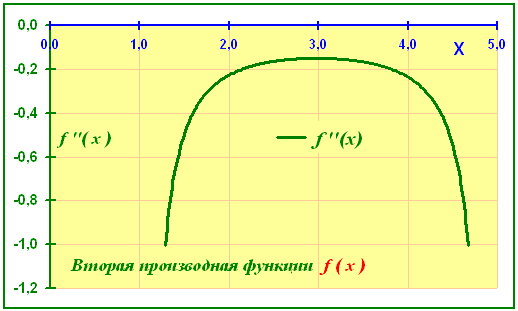 0,0
0,0 1,0 2,0 3,0 4,0 5,0
X
-0,2
-0,4
f ''( x )
f ''(x)
-0,6
-0,8
-1,0
Вторая производная функции f ( x )
-1,2